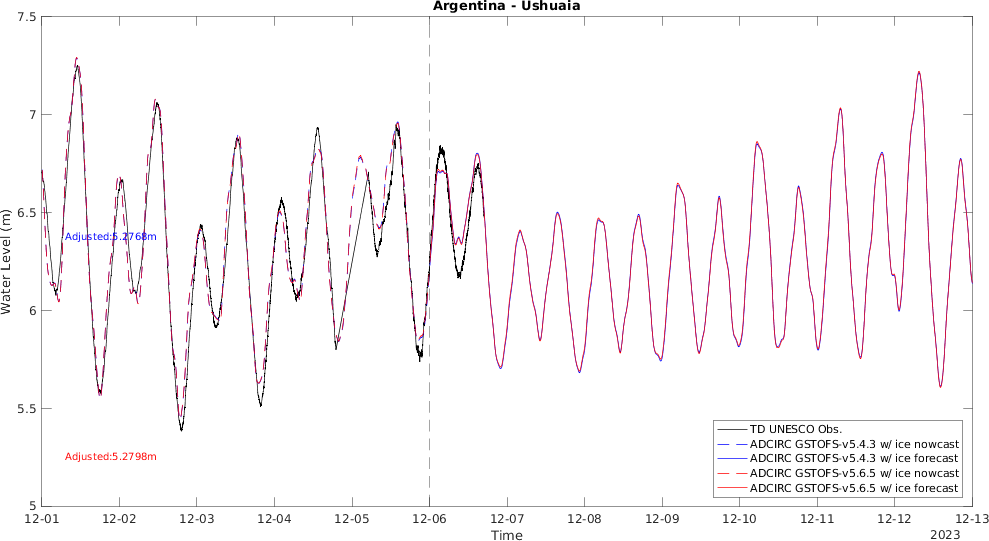 Argentina - Ushuaia
7.5
7
6.5
6
5.5
5
Water Level (m)
Adjusted:5.2768m
Adjusted:5.2798m
TD UNESCO Obs.
ADCIRC GSTOFS-v5.4.3 w/ ice nowcast
ADCIRC GSTOFS-v5.4.3 w/ ice forecast
ADCIRC GSTOFS-v5.6.5 w/ ice nowcast
ADCIRC GSTOFS-v5.6.5 w/ ice forecast
12-01 12-02 12-03 12-04 12-05 12-06 12-07 12-08 12-09 12-10 12-11 12-12 12-13
Time
2023